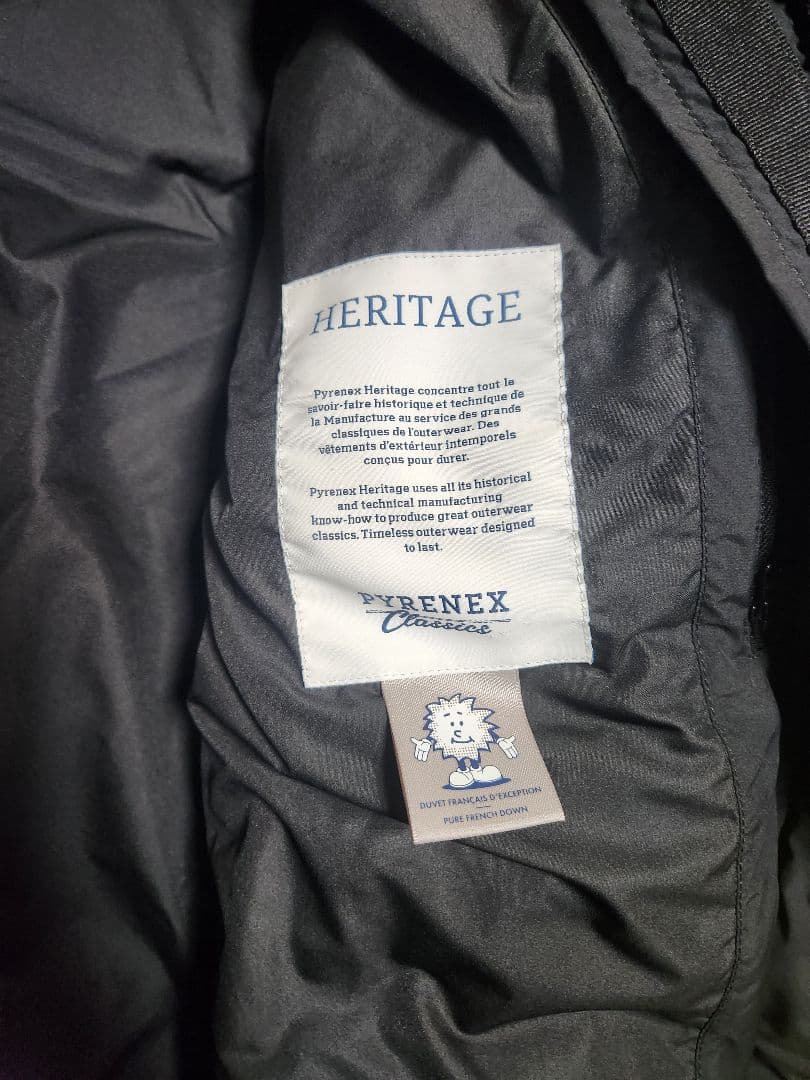 HERITAGE
Pyrenex Heritage concentre tout le
savoir-faire historique et technique de
la Manufacture au service des grands
classiques de l'outerwear. Des
vêtements d'extérieur intemporels
conçus pour durer.
Pyrenex Heritage uses all its historical
and technical manufacturing
know-how to produce great outerwear
classics. Timeless outerwear designed
to last.
PYRENEX
Classics
DUVET FRANÇAIS D'EXCEPTION
PURE FRENCH DOWN